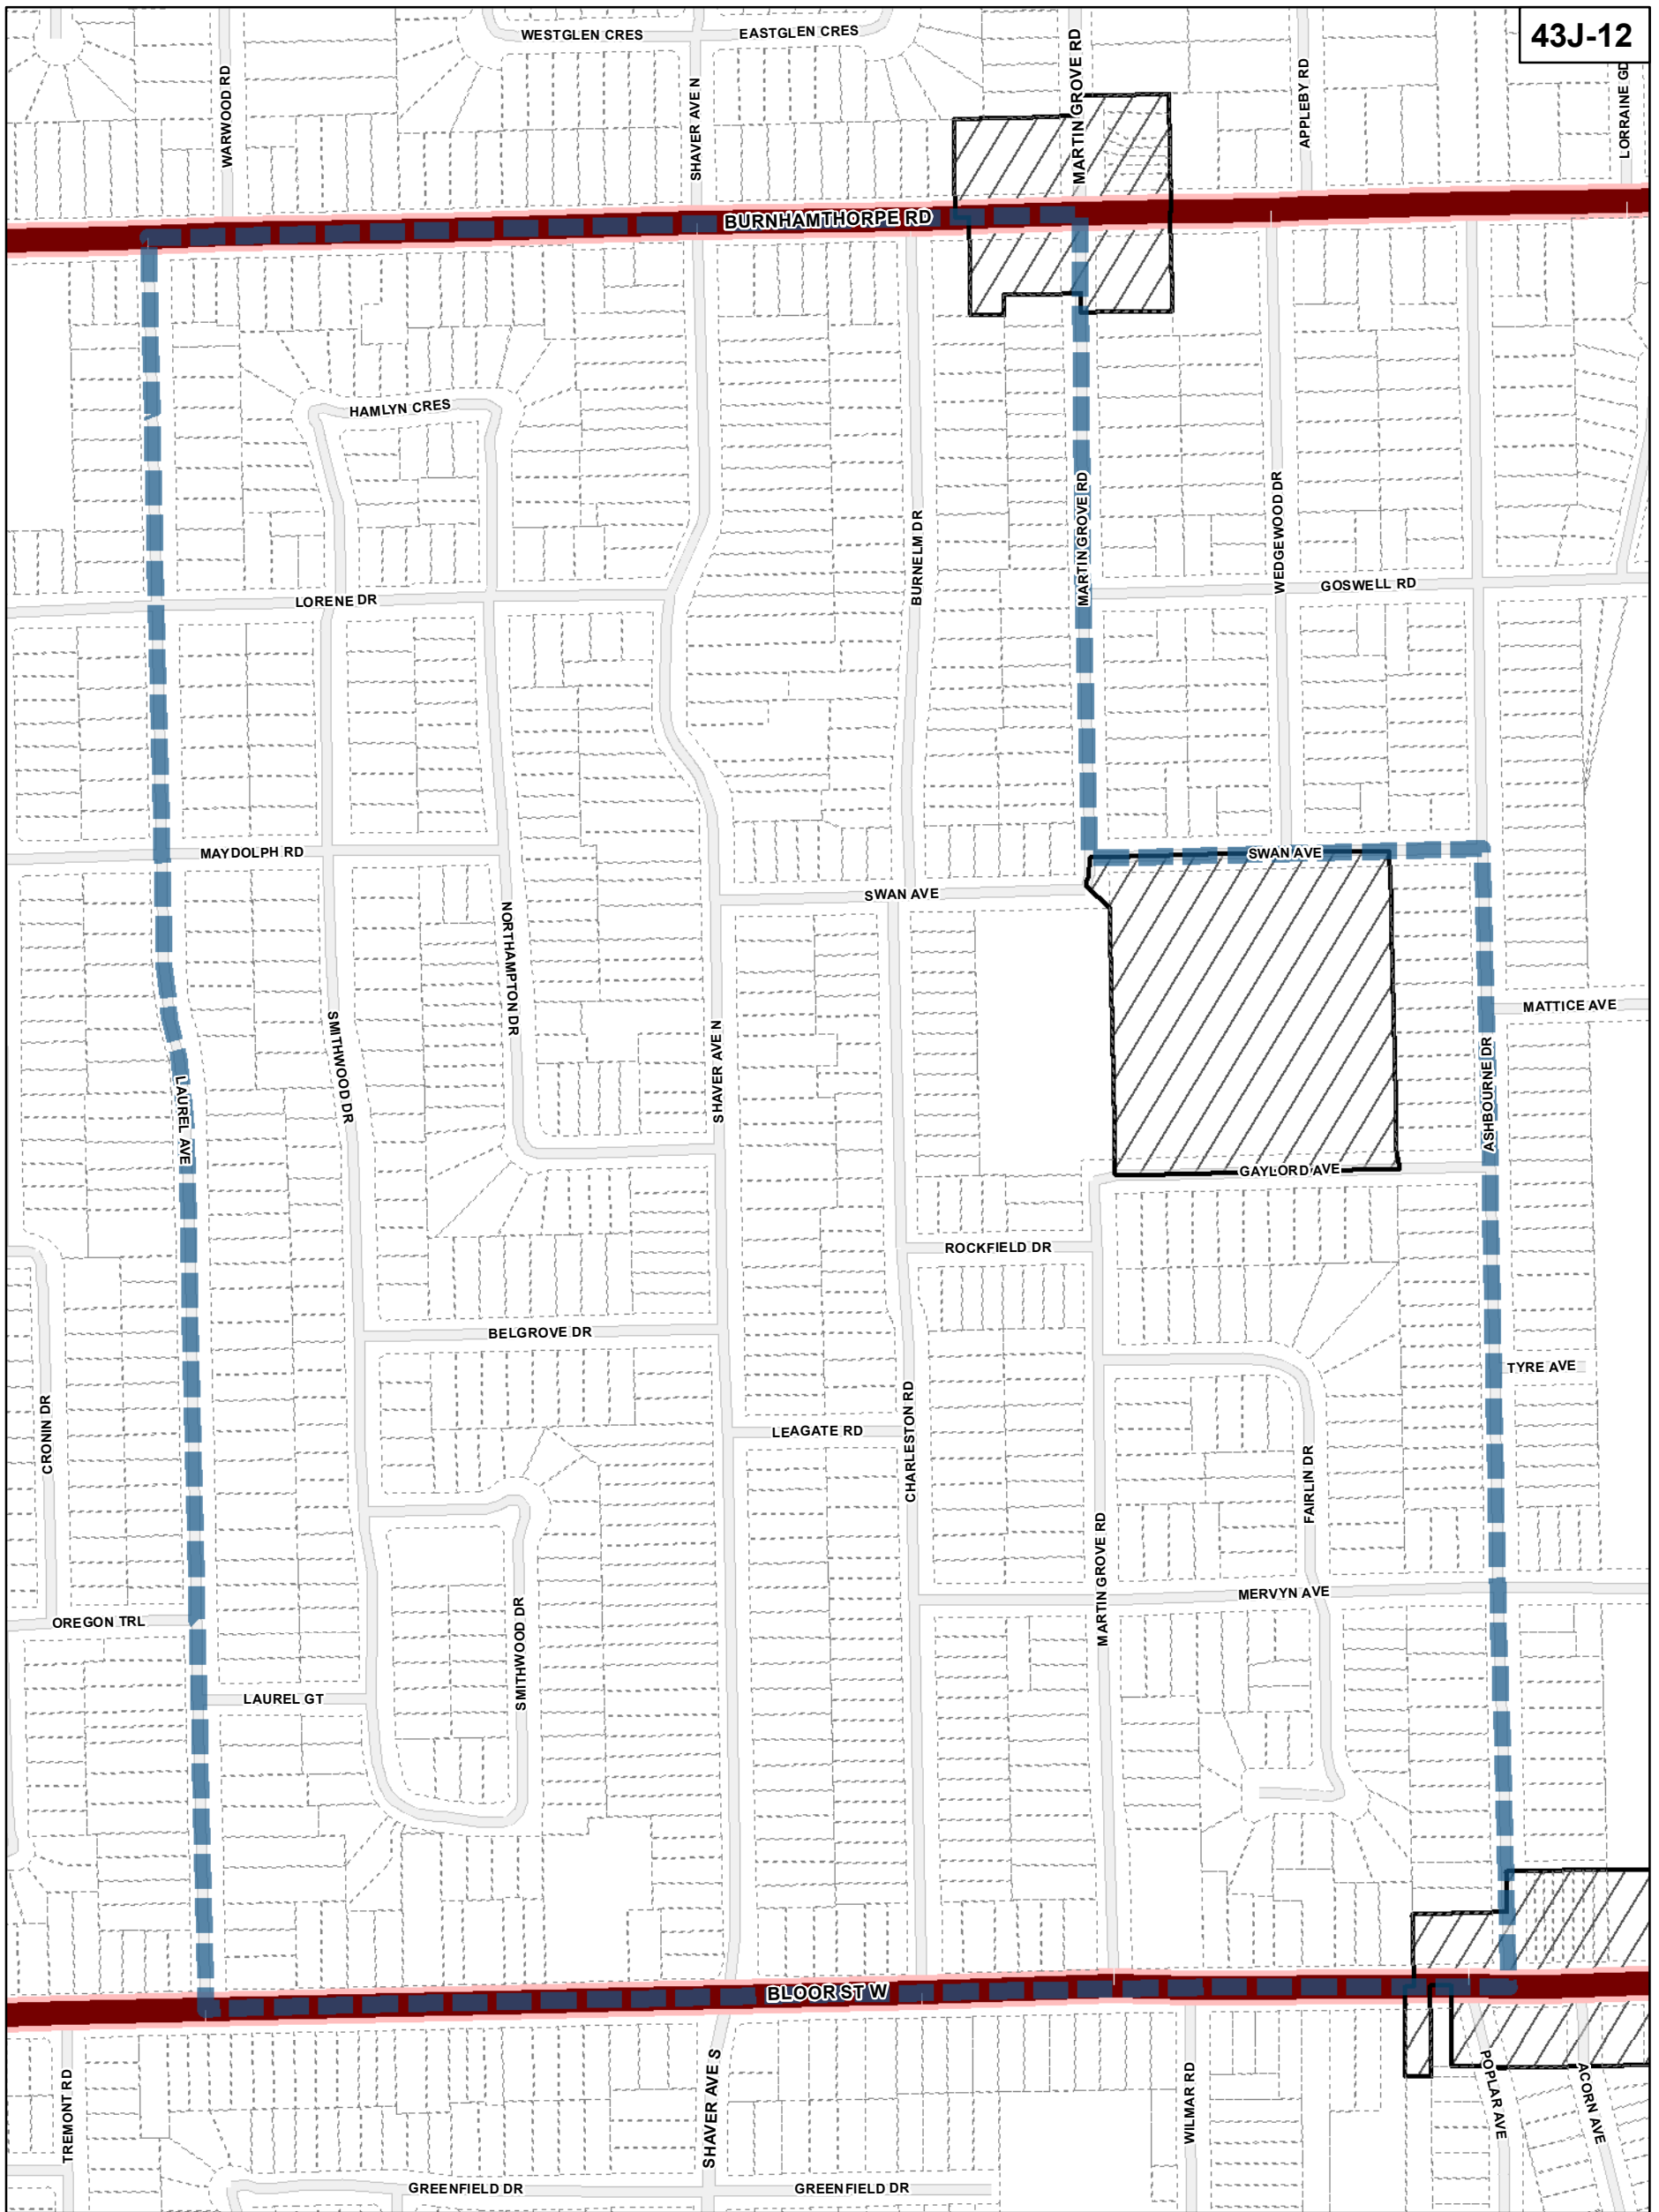 43J-12
WESTGLEN CRES
EASTGLEN CRES
WARWOOD RD
SHAVER AVE N
MARTIN GROVE RD
APPLEBY RD
LORRAINE GD
BURNHAMTHORPE RD
HAMLYN CRES
BURNELM DR
MARTIN GROVE RD
WEDGEWOOD DR
GOSWELL RD
LORENE DR
MAYDOLPH RD
SWAN AVE
SWAN AVE
NORTHAMPTON DR
SMITHWOOD DR
SHAVER AVE N
MATTICE AVE
LAUREL AVE
ASHBOURNE DR
GAYLORD AVE
ROCKFIELD DR
BELGROVE DR
TYRE AVE
CRONIN DR
LEAGATE RD
CHARLESTON RD
FAIRLIN DR
MARTIN GROVE RD
MERVYN AVE
OREGON TRL
SMITHWOOD DR
LAUREL GT
BLOOR ST W
TREMONT RD
SHAVER AVE S
WILMAR RD
POPLAR AVE
ACORN AVE
GREENFIELD DR
GREENFIELD DR